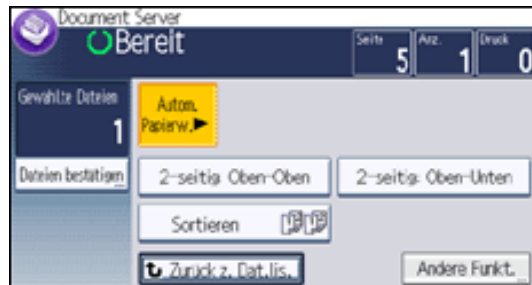 Document Server
Bereit
Seite Anz. Druck
5 1 0
Gewählte Dateien
1
Autom.
Papierw.
Dateien bestätigen
2-seitig: Oben-Oben
2-seitig: Oben-Unten
Sortieren
Zurück z. Dat.lis.
Andere Funkt.